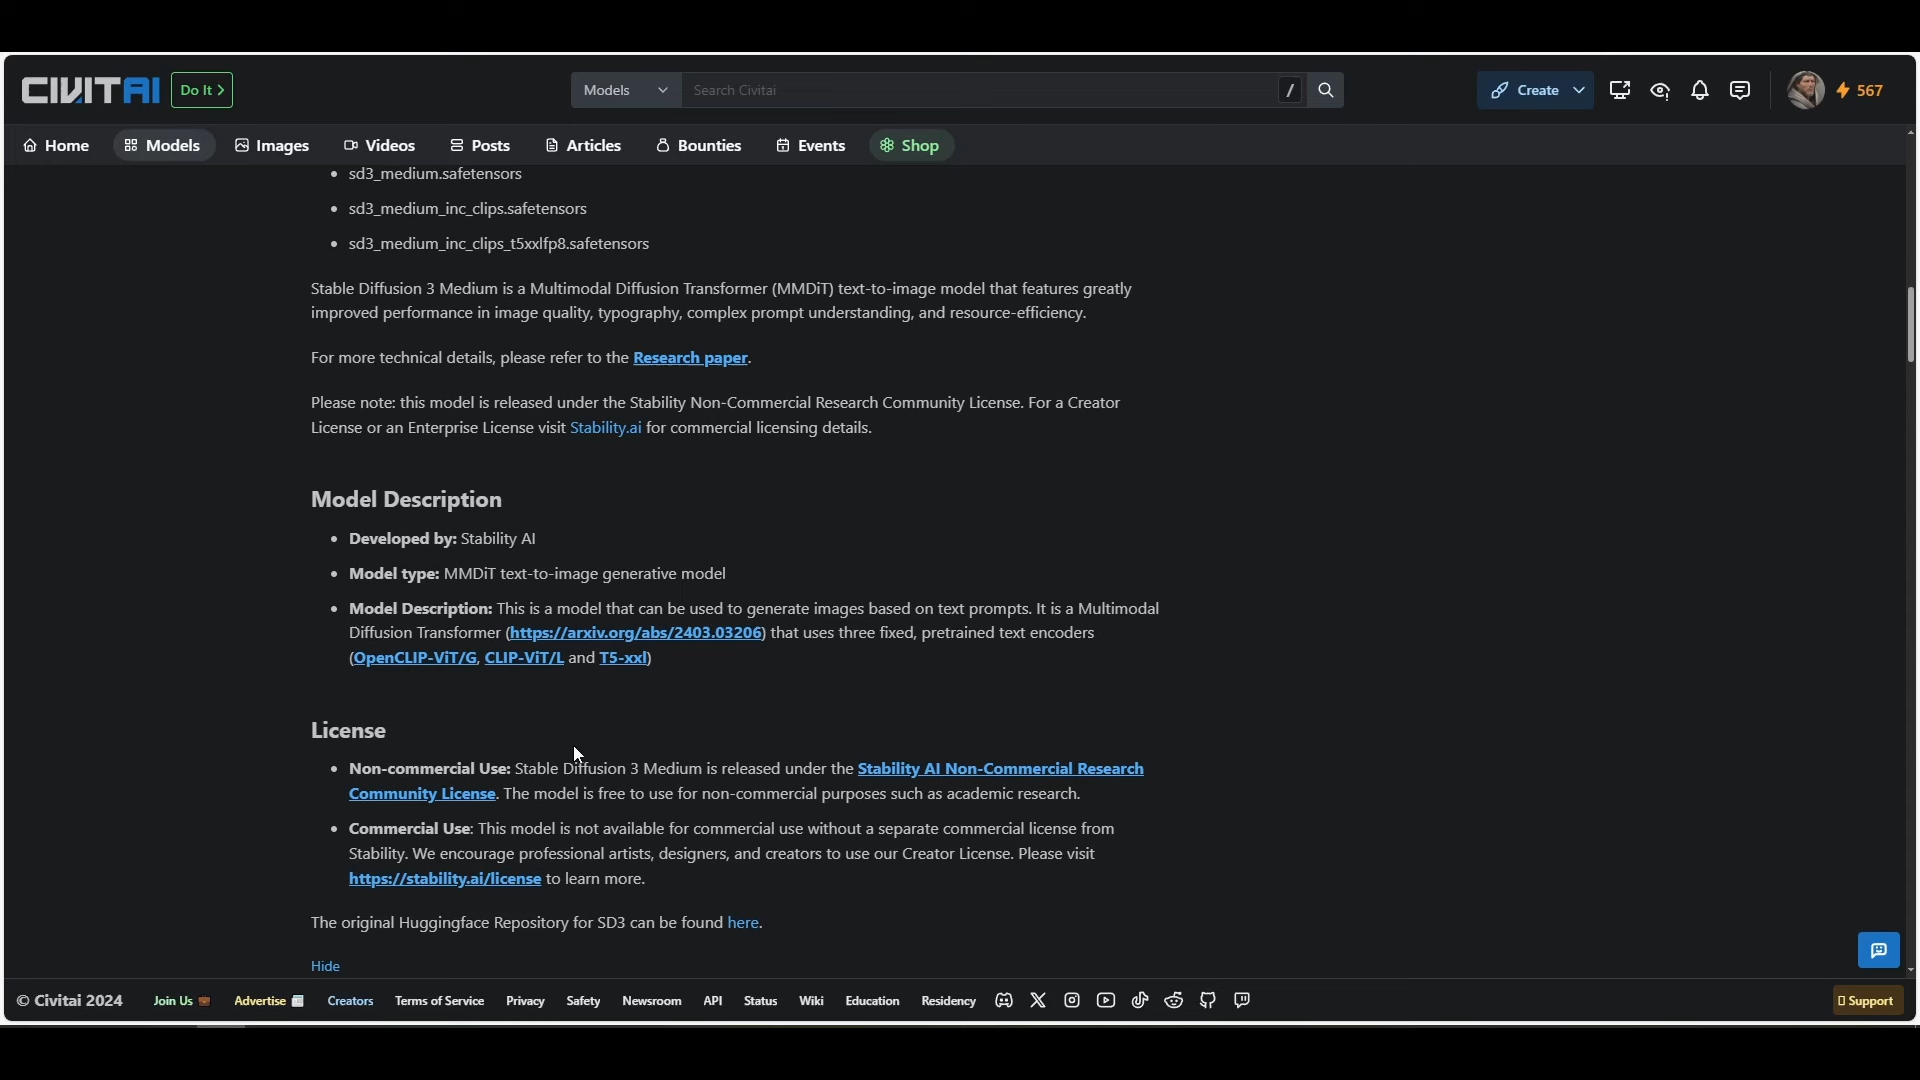 CIVITAI
Do It >
Models
Search Civitai
/
Create
567
Home
Models
Images
Videos
Posts
Articles
Bounties
Events
Shop
• sd3_medium.safetensors
• sd3_medium_inc_clips.safetensors
• sd3_medium_inc_clips_t5xxlfp8.safetensors
Stable Diffusion 3 Medium is a Multimodal Diffusion Transformer (MMDiT) text-to-image model that features greatly
improved performance in image quality, typography, complex prompt understanding, and resource-efficiency.
For more technical details, please refer to the Research paper.
Please note: this model is released under the Stability Non-Commercial Research Community License. For a Creator
License or an Enterprise License visit Stability.ai for commercial licensing details.
Model Description
• Developed by: Stability AI
• Model type: MMDiT text-to-image generative model
• Model Description: This is a model that can be used to generate images based on text prompts. It is a Multimodal
Diffusion Transformer (https://arxiv.org/abs/2403.03206) that uses three fixed, pretrained text encoders
(OpenCLIP-ViT/G, CLIP-ViT/L and T5-xxl)
License
• Non-commercial Use: Stable Diffusion 3 Medium is released under the Stability AI Non-Commercial Research
Community License. The model is free to use for non-commercial purposes such as academic research.
• Commercial Use: This model is not available for commercial use without a separate commercial license from
Stability. We encourage professional artists, designers, and creators to use our Creator License. Please visit
https://stability.ai/license to learn more.
The original Huggingface Repository for SD3 can be found here.
Hide
© Civitai 2024
Join Us
Advertise
Creators
Terms of Service
Privacy
Safety
Newsroom
API
Status
Wiki
Education
Residency
Support